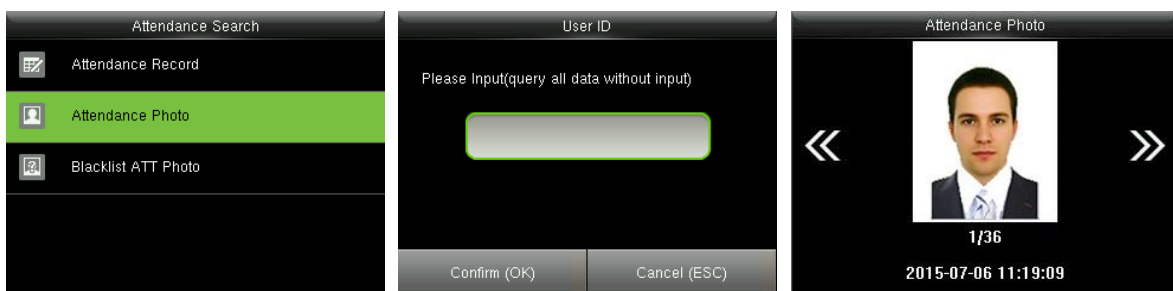 Attendance Search
Attendance Record
Attendance Photo
Blacklist ATT Photo
User ID
Please Input(query all data without input)
Confirm (OK)
Cancel (ESC)
Attendance Photo
1/36
2015-07-06 11:19:09